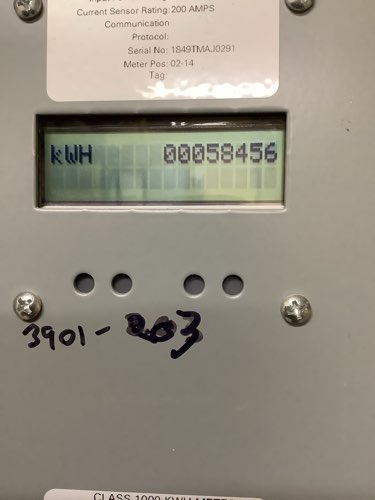 Current Sensor Rating: 200 AMPS
Communication
Protocol:
Serial No: 1849TMAJ0291
Meter Pos: 02-14
Tag:
kWH 00058456
3901-203